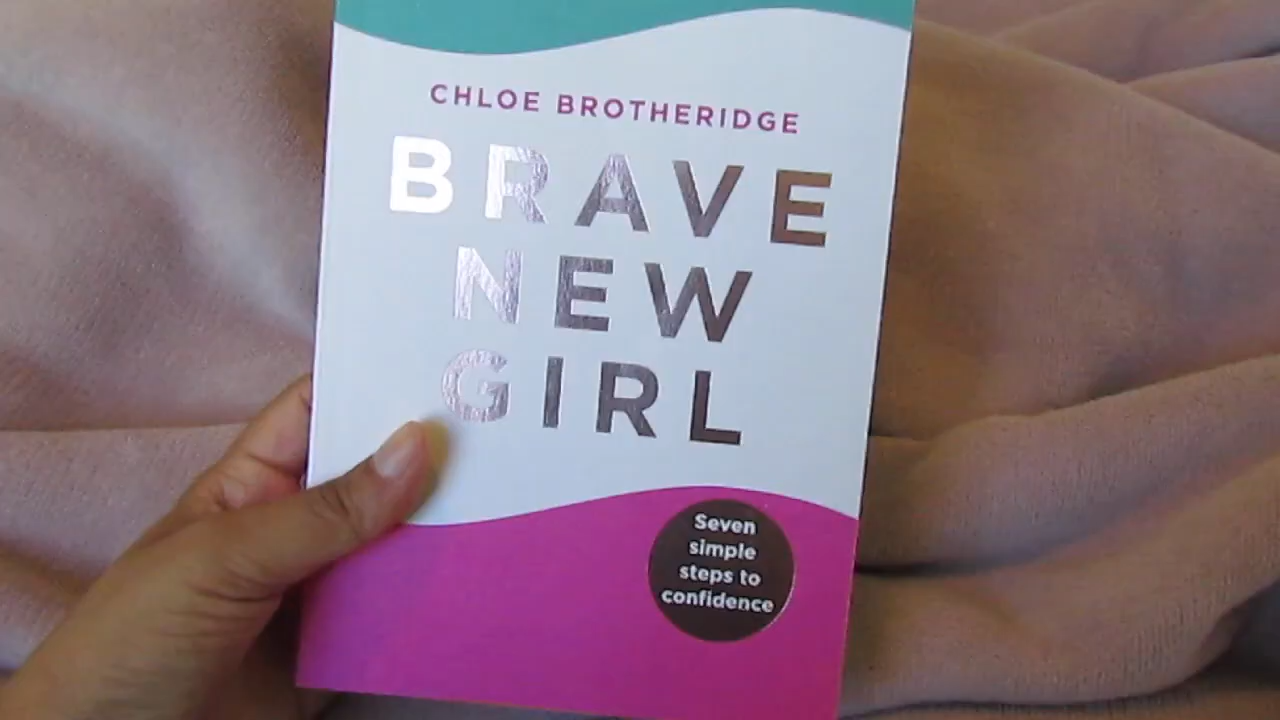 CHLOE BROTHERIDGE
BRAVE
NEW
GIRL
Seven
simple
steps to
confidence